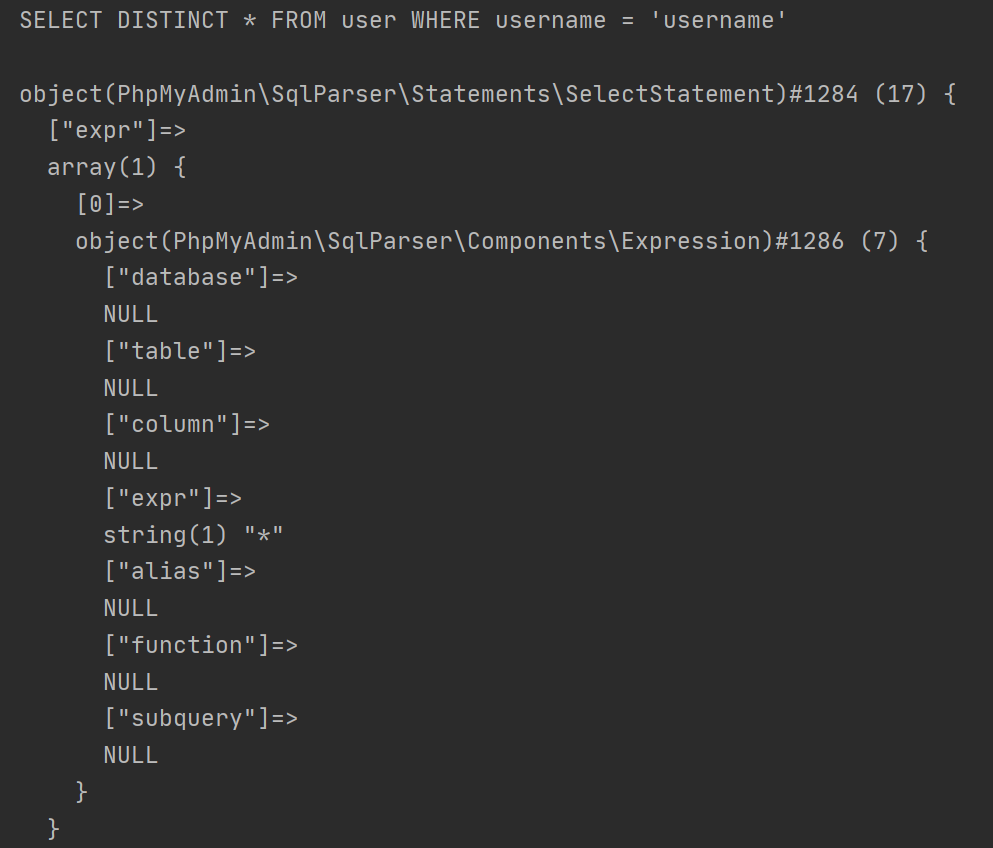 SELECT DISTINCT * FROM user WHERE username = 'username'
object(PhpMyAdmin\SqlParser\Statements\SelectStatement)#1284 (17) {
["expr"]=>
array(1) {
[0]=>
object(PhpMyAdmin\SqlParser\Components\Expression)#1286 (7) {
["database"]=>
NULL
["table"]=>
NULL
["column"]=>
NULL
["expr"]=>
string(1) "*"
["alias"]=>
NULL
["function"]=>
NULL
["subquery"]=>
NULL
}
}